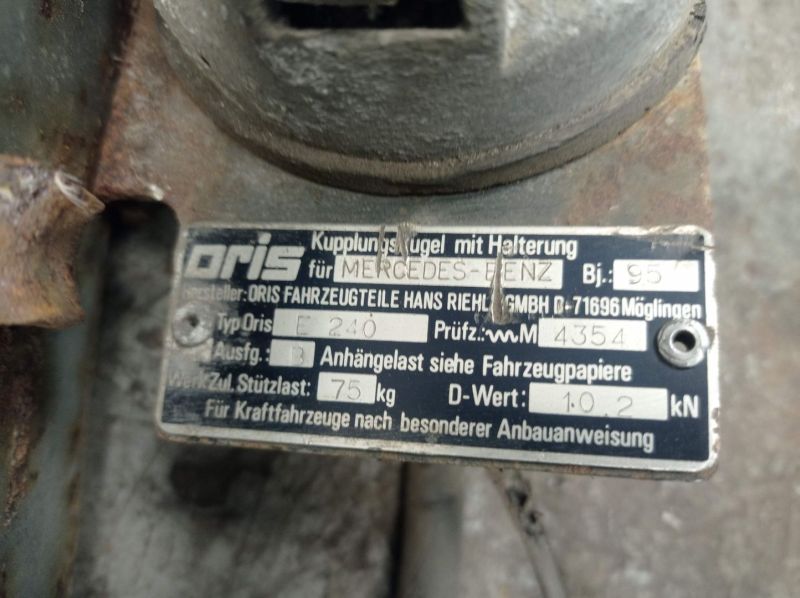 oris Kupplungskugel mit Halterung
für MERCEDES-BENZ Bj.: 95
Hersteller: ORIS FAHRZEUGTEILE HANS RIEHLE GMBH D-71696 Möglingen
Typ Oris E 240 Prüfz.: M 4354
Ausfg.: B Anhängelast siehe Fahrzeugpapiere
Werk Zul. Stützlast: 75 kg D-Wert: 10.2 kN
Für Kraftfahrzeuge nach besonderer Anbauanweisung